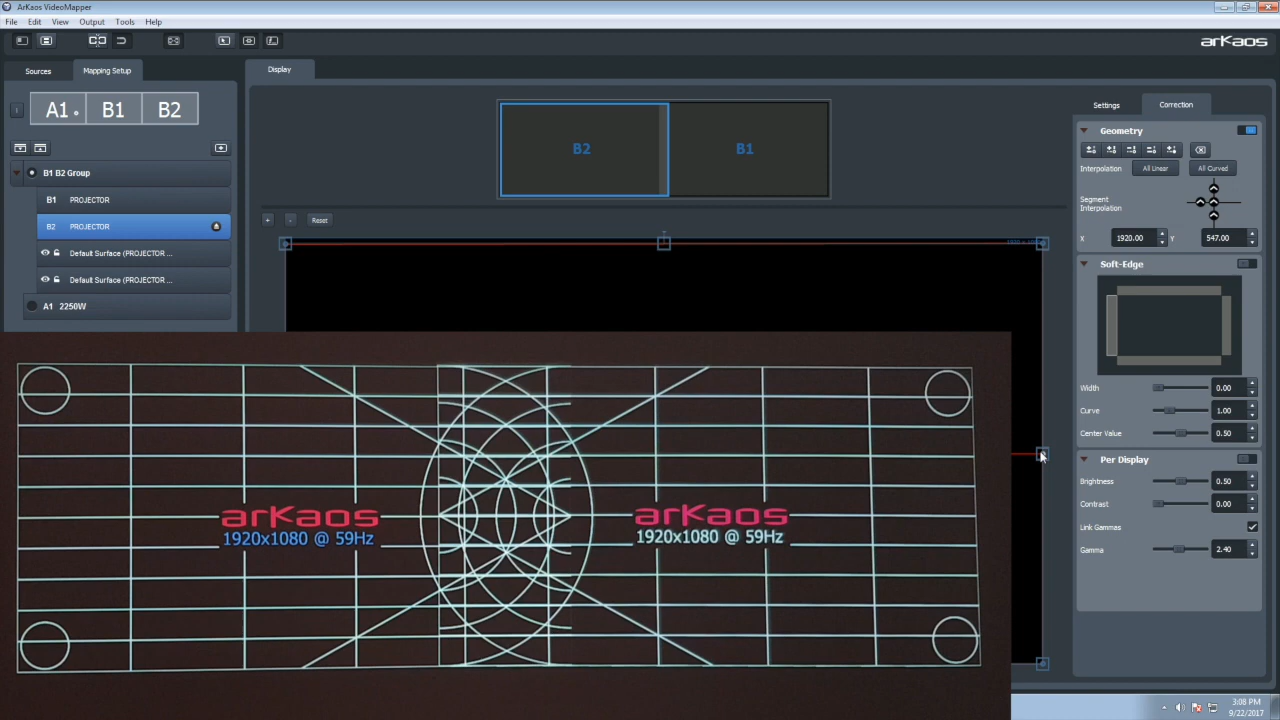 ArKaos VideoMapper
File Edit View Output Tools Help
arKaos
Sources Mapping Setup Display
Settings Correction
A1 B1 B2
B1 B2 Group
B1 PROJECTOR
B2 PROJECTOR
Default Surface (PROJECTOR ...
Default Surface (PROJECTOR ...
A1 2250W
B2 B1
+ - Reset
1920 x 1080
Geometry
Interpolation All Linear All Curved
Segment
Interpolation
X 1920.00 Y 547.00
Soft-Edge
Width 0.00
Curve 1.00
Center Value 0.50
Per Display
Brightness 0.50
Contrast 0.00
Link Gammas
Gamma 2.40
arKaos
1920x1080 @ 59Hz
arKaos
1920x1080 @ 59Hz
3:08 PM
9/22/2017